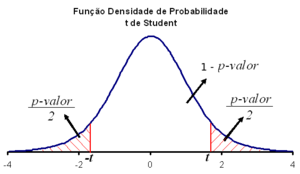 Função Densidade de Probabilidade
t de Student
1 - p-valor
p-valor
2
p-valor
2
-t
t
-4
-2
0
2
4